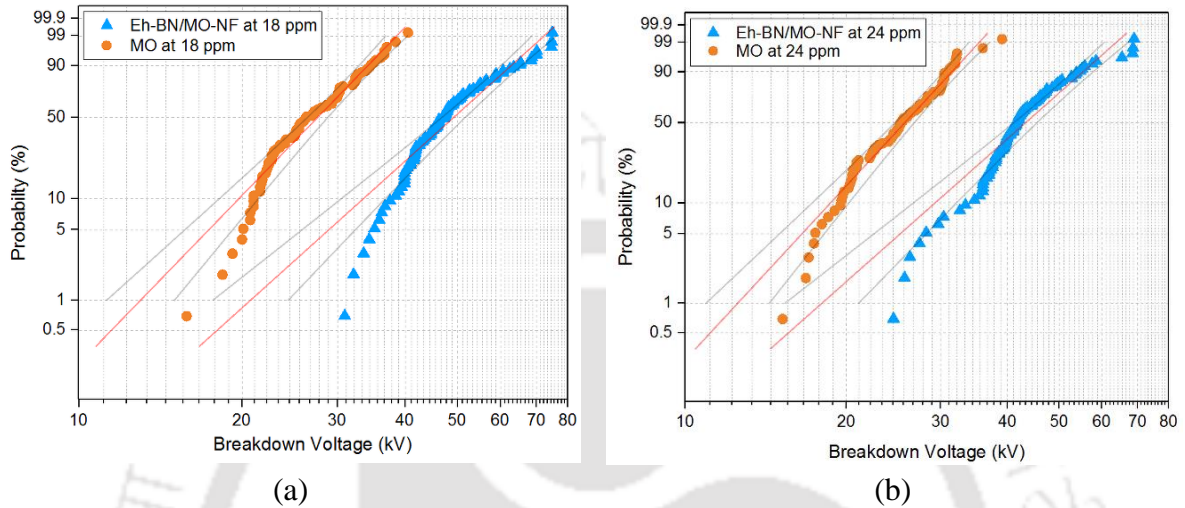 Eh-BN/MO-NF at 18 ppm
MO at 18 ppm
99.9
99
90
50
10
5
1
0.5
Probabilty (%)
10 20 30 40 50 60 70 80
Breakdown Voltage (kV)
(a)
Eh-BN/MO-NF at 24 ppm
MO at 24 ppm
99.9
99
90
50
10
5
1
0.5
Probability (%)
10 20 30 40 50 60 70 80
Breakdown Voltage (kV)
(b)